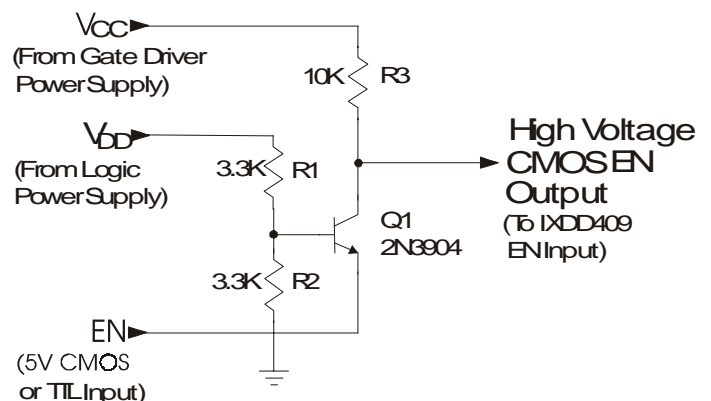 VCC
(From Gate Driver
Power Supply)
10K R3
VDD
(From Logic
Power Supply)
3.3K R1
High Voltage
CMOS EN
Output
(To IXDD409
EN Input)
Q1
2N3904
3.3K R2
EN
(5V CMOS
or TTL Input)